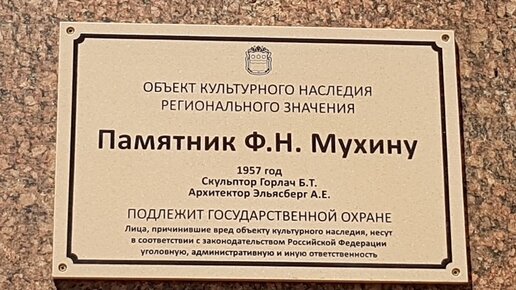 ОБЪЕКТ КУЛЬТУРНОГО НАСЛЕДИЯ
РЕГИОНАЛЬНОГО ЗНАЧЕНИЯ
Памятник Ф.Н. Мухину
1957 год
Скульптор Горлач Б.Т.
Архитектор Эльясберг А.Е.
ПОДЛЕЖИТ ГОСУДАРСТВЕННОЙ ОХРАНЕ
Лица, причинившие вред объекту культурного наследия, несут
в соответствии с законодательством Российской Федерации
уголовную, административную и иную ответственность